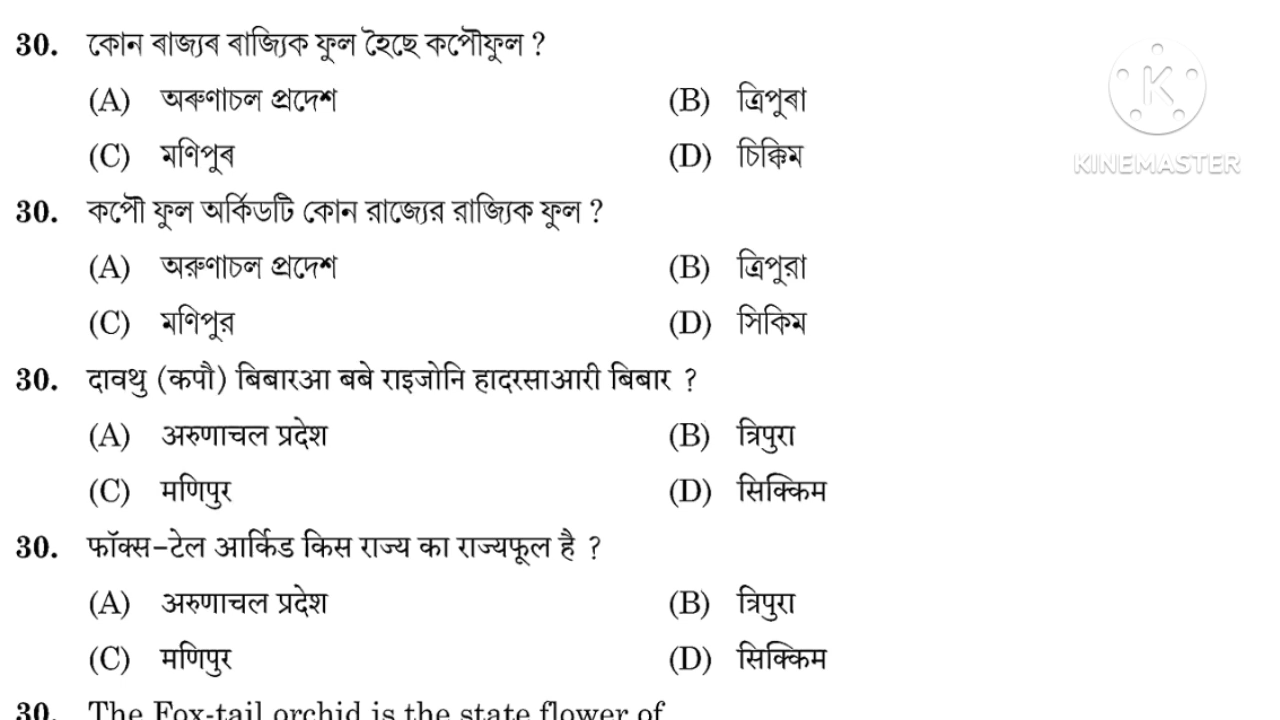 30. কোন ৰাজ্যৰ ৰাজ্যিক ফুল হৈছে কপৌফুল ?
(A) অৰুণাচল প্ৰদেশ (B) ত্ৰিপুৰা
(C) মণিপুৰ (D) চিক্কিম
30. কপৌ ফুল অর্কিডটি কোন রাজ্যের রাজ্যিক ফুল ?
(A) অরুণাচল প্রদেশ (B) ত্রিপুরা
(C) মণিপুর (D) সিকিম
30. दावथु (कपौ) बिबारआ बबे राइजोनि हादरसाआरी बिबार ?
(A) अरुणाचल प्रदेश (B) त्रिपुरा
(C) मणिपुर (D) सिक्किम
30. फॉक्स-टेल आर्किड किस राज्य का राज्यफूल है ?
(A) अरुणाचल प्रदेश (B) त्रिपुरा
(C) मणिपुर (D) सिक्किम
30. The Fox-tail orchid is the state flower of
K
KINEMASTER